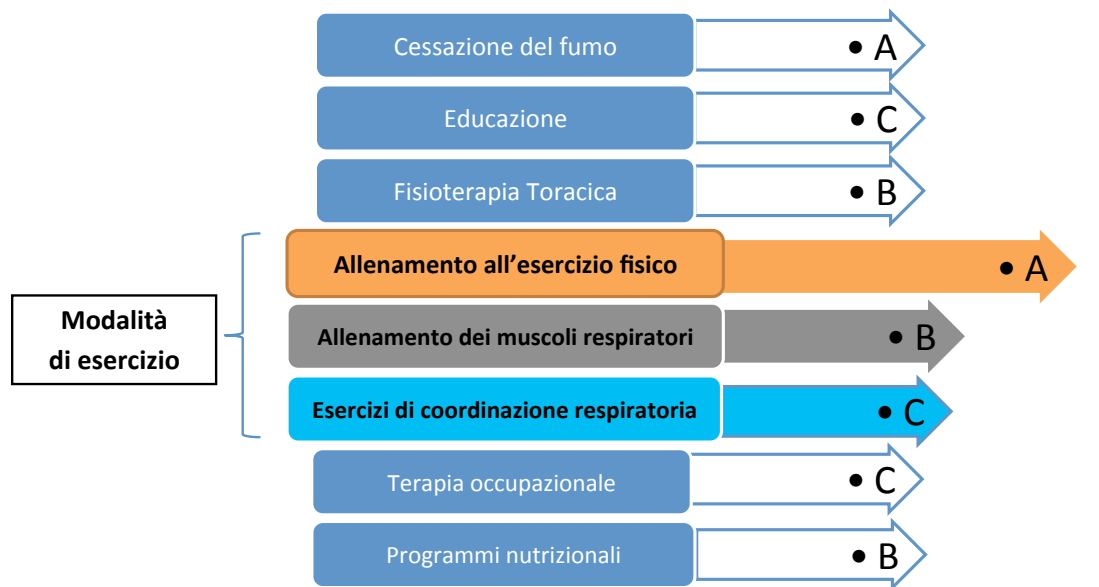 Cessazione del fumo
• A
Educazione
• C
Fisioterapia Toracica
• B
Allenamento all’esercizio fisico
• A
Modalità
di esercizio
Allenamento dei muscoli respiratori
• B
Esercizi di coordinazione respiratoria
• C
Terapia occupazionale
• C
Programmi nutrizionali
• B